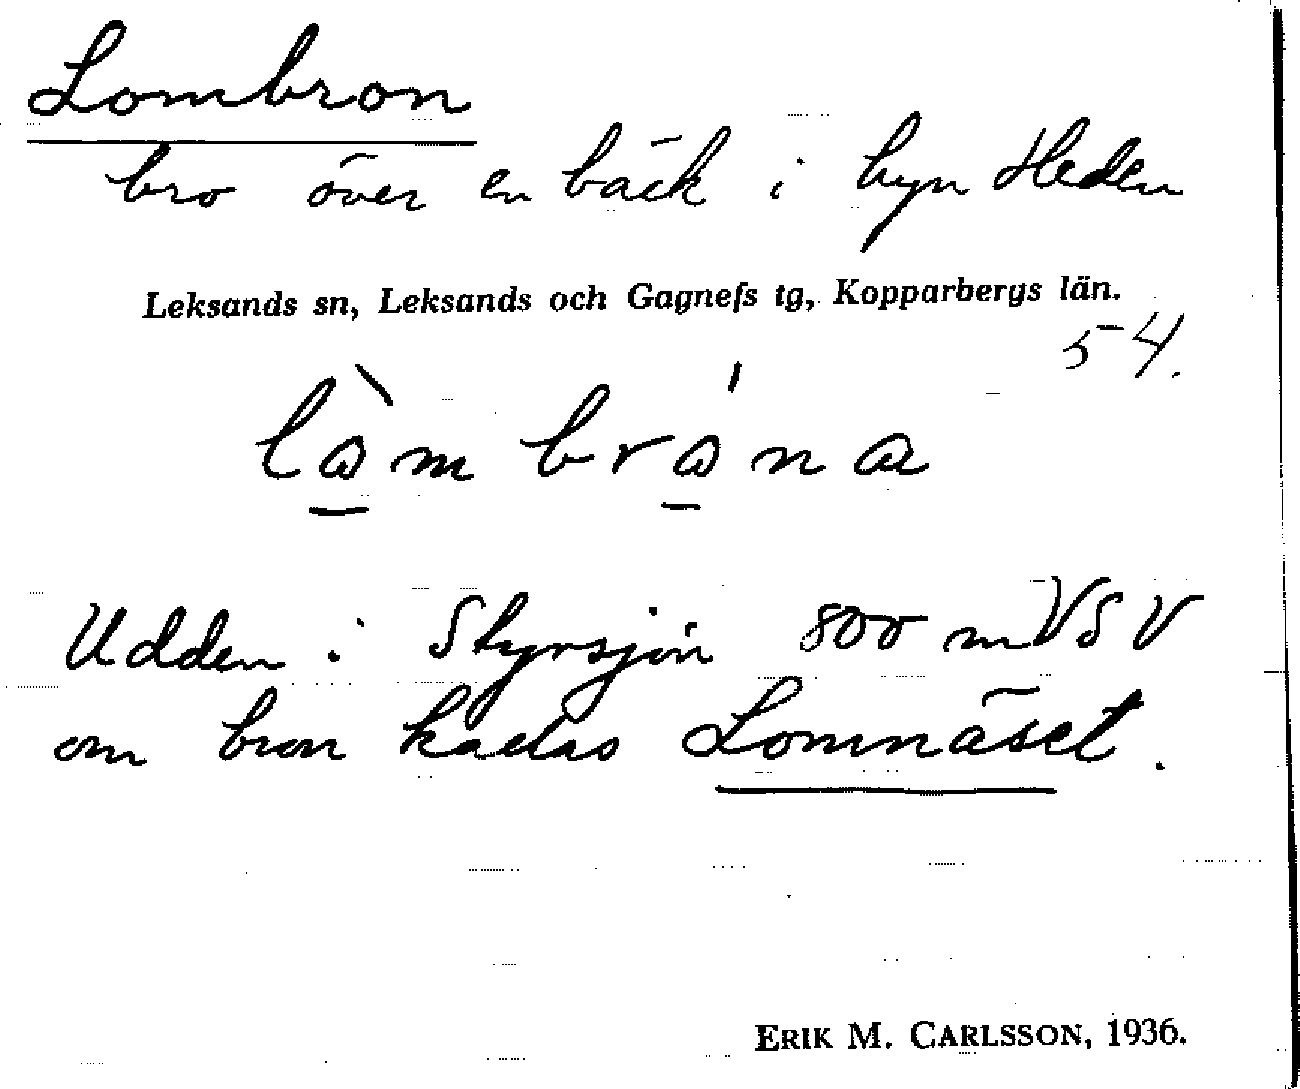 Lombron
bro över en bäck i byn Heden
Leksands sn, Leksands och Gagnefs tg, Kopparbergs län.
54.
Udden i Styrsjön 800 m VSV
om bron kallas Lomnäset.
ERIK M. CARLSSON, 1936.